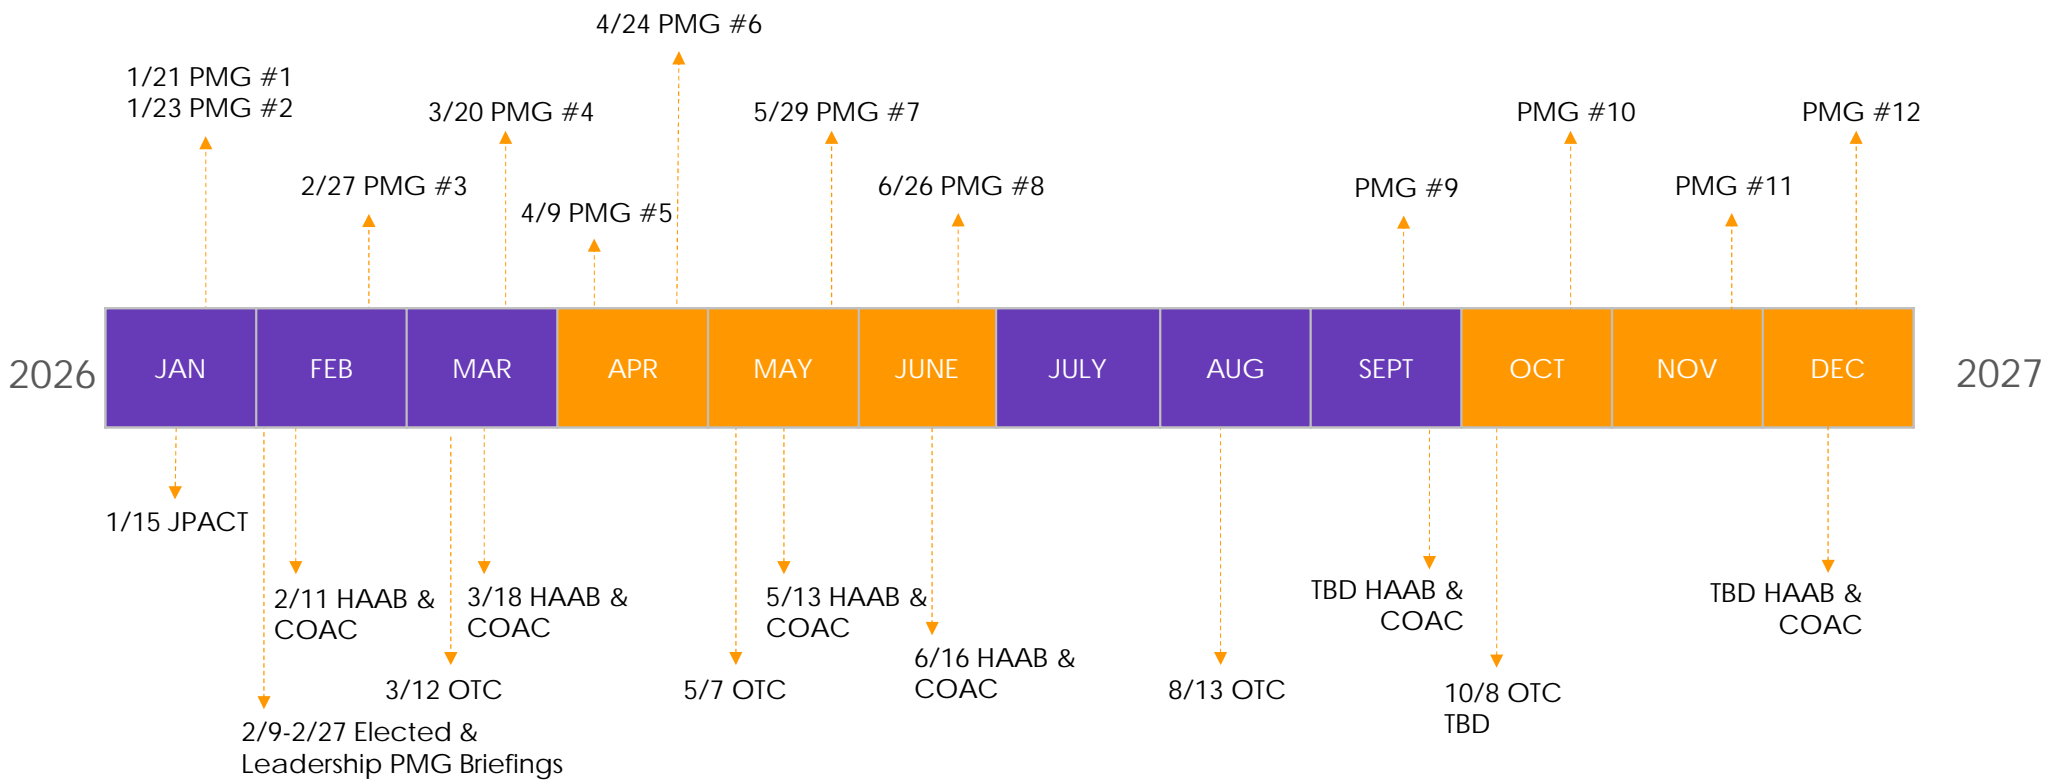 4/24 PMG #6
1/21 PMG #1
1/23 PMG #2
3/20 PMG #4
5/29 PMG #7
PMG #10
PMG #12
2/27 PMG #3
4/9 PMG #5
6/26 PMG #8
PMG #9
PMG #11
2026
JAN
FEB
MAR
APR
MAY
JUNE
JULY
AUG
SEPT
OCT
NOV
DEC
2027
1/15 JPACT
2/11 HAAB &
COAC
3/18 HAAB &
COAC
5/13 HAAB &
COAC
TBD HAAB &
COAC
TBD HAAB &
COAC
6/16 HAAB &
COAC
3/12 OTC
5/7 OTC
8/13 OTC
10/8 OTC
TBD
2/9-2/27 Elected &
Leadership PMG Briefings